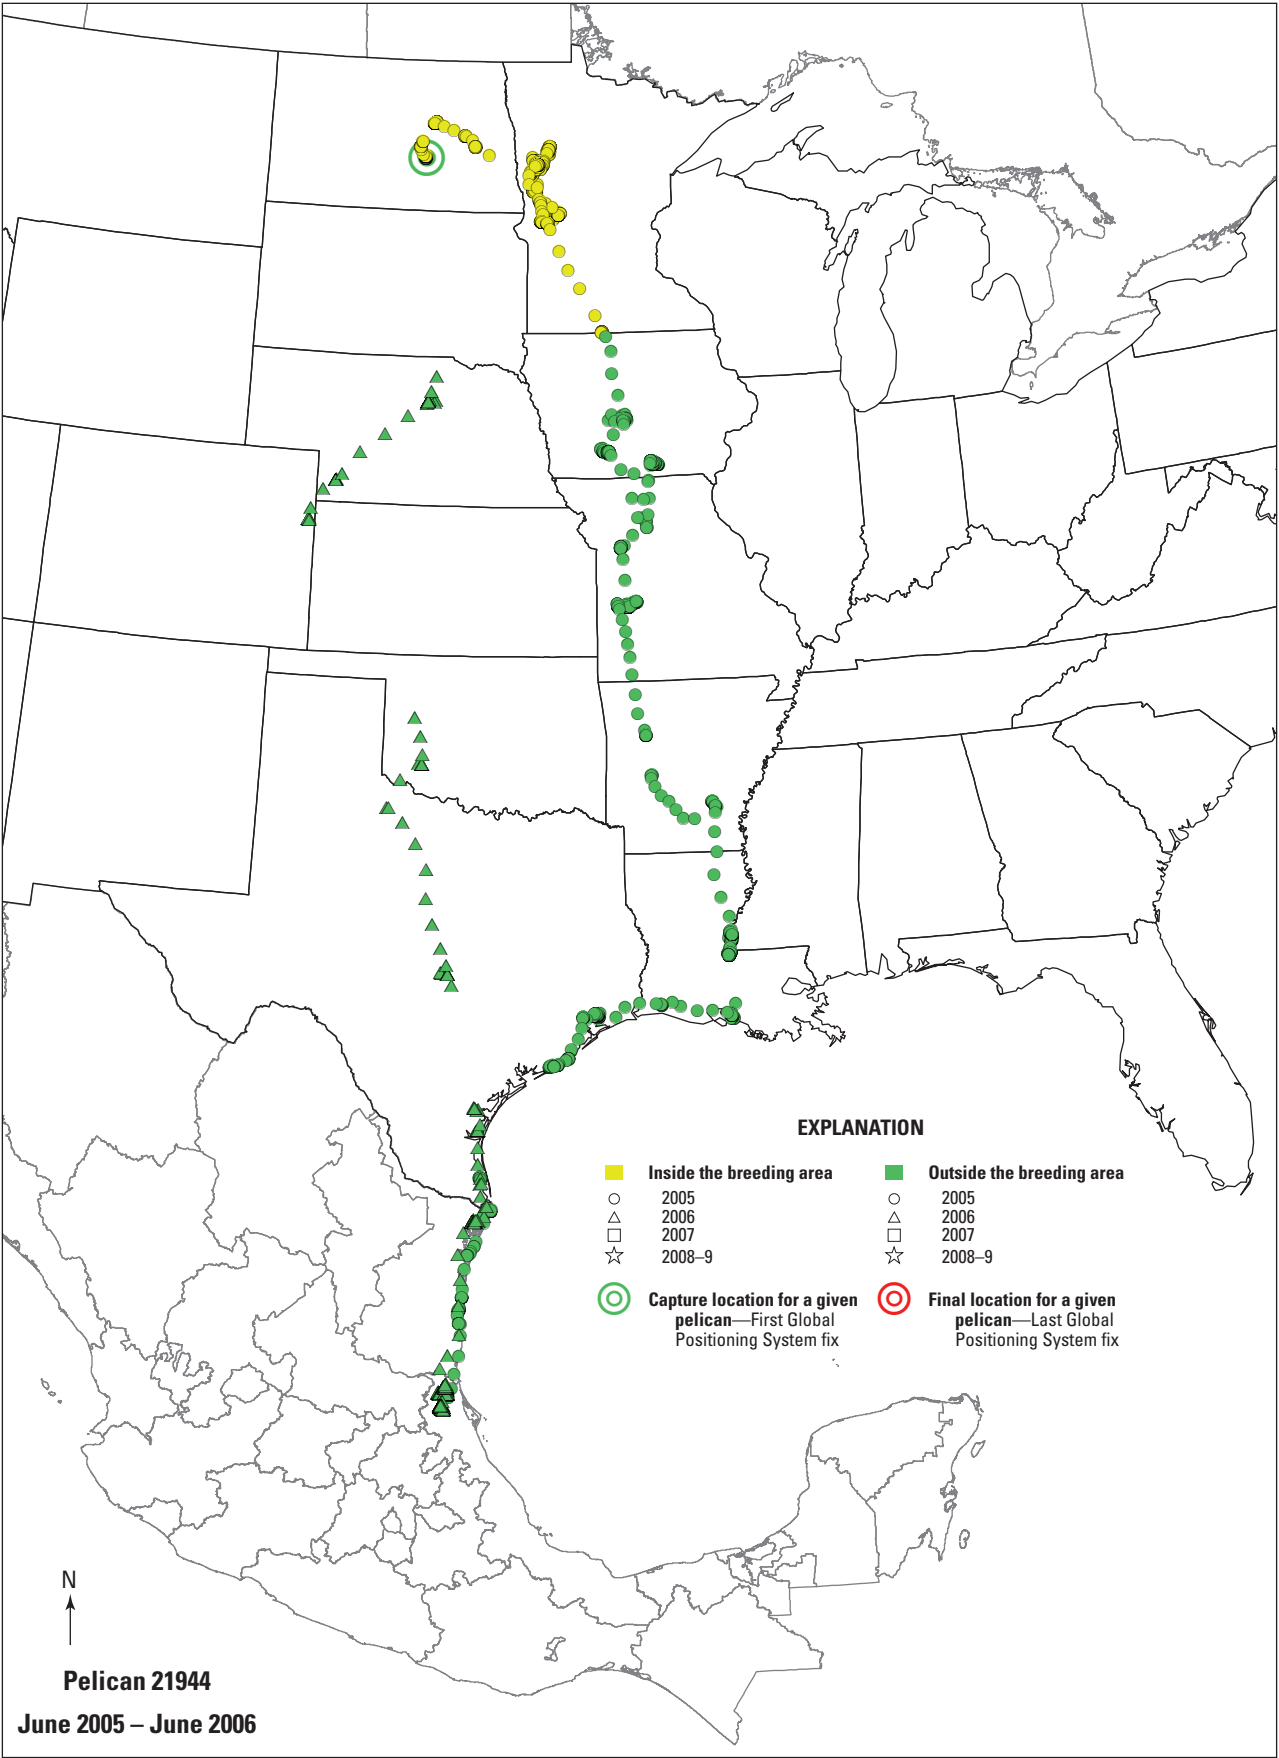 EXPLANATION
Inside the breeding area
2005
2006
2007
2008–9
Capture location for a given
pelican—First Global
Positioning System fix
Outside the breeding area
2005
2006
2007
2008–9
Final location for a given
pelican—Last Global
Positioning System fix
N
Pelican 21944
June 2005 – June 2006